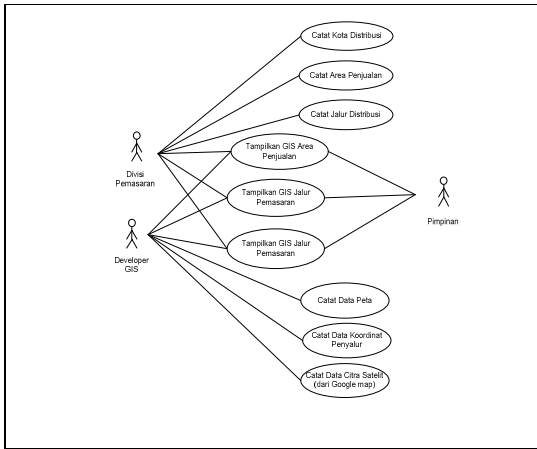 Catat Kota Distribusi
Catat Area Penjualan
Catat Jalur Distribusi
Tampilkan GIS Area
Penjualan
Divisi
Pemasaran
Tampilkan GIS Jalur
Pemasaran
Pimpinan
Tampilkan GIS Jalur
Pemasaran
Developer
GIS
Catat Data Peta
Catat Data Koordinat
Penyalur
Catat Data Citra Satelit
(dari Google map)